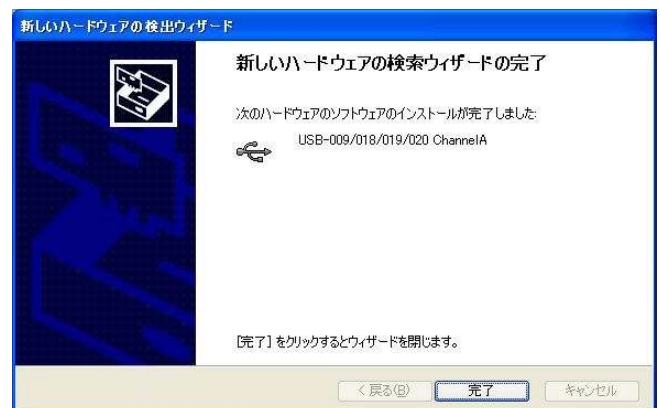 新しいハードウェアの検出ウィザード
新しいハードウェアの検索ウィザードの完了
次のハードウェアのソフトウェアのインストールが完了しました:
USB-009/018/019/020 ChannelA
[完了] をクリックするとウィザードを閉じます。
< 戻る(B)
完了
キャンセル